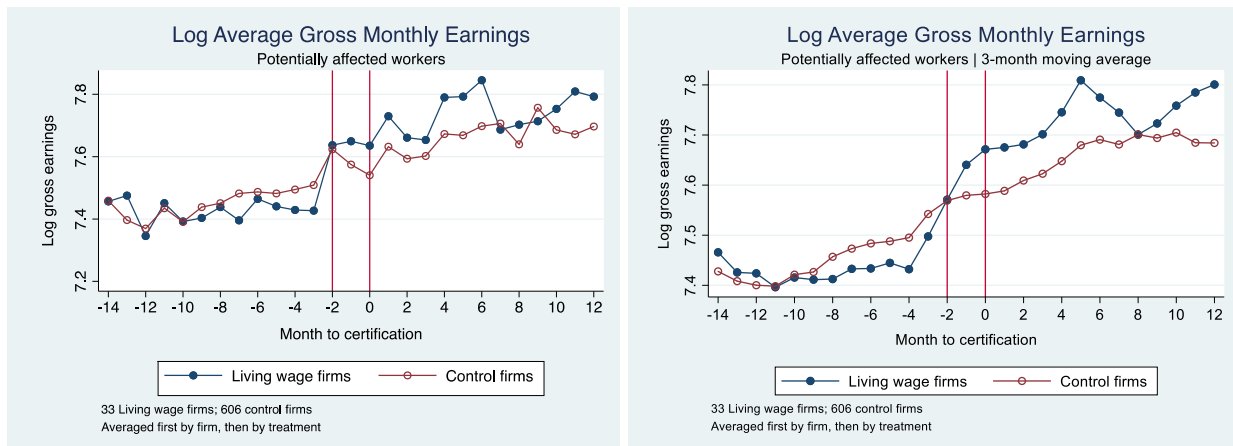 Log Average Gross Monthly Earnings
Potentially affected workers
Log gross earnings
7.8
7.6
7.4
7.2
-14 -12 -10 -8 -6 -4 -2 0 2 4 6 8 10 12
Month to certification
Living wage firms Control firms
33 Living wage firms; 606 control firms
Averaged first by firm, then by treatment
Log Average Gross Monthly Earnings
Potentially affected workers | 3-month moving average
Log gross earnings
7.8
7.7
7.6
7.5
7.4
-14 -12 -10 -8 -6 -4 -2 0 2 4 6 8 10 12
Month to certification
Living wage firms Control firms
33 Living wage firms; 606 control firms
Averaged first by firm, then by treatment